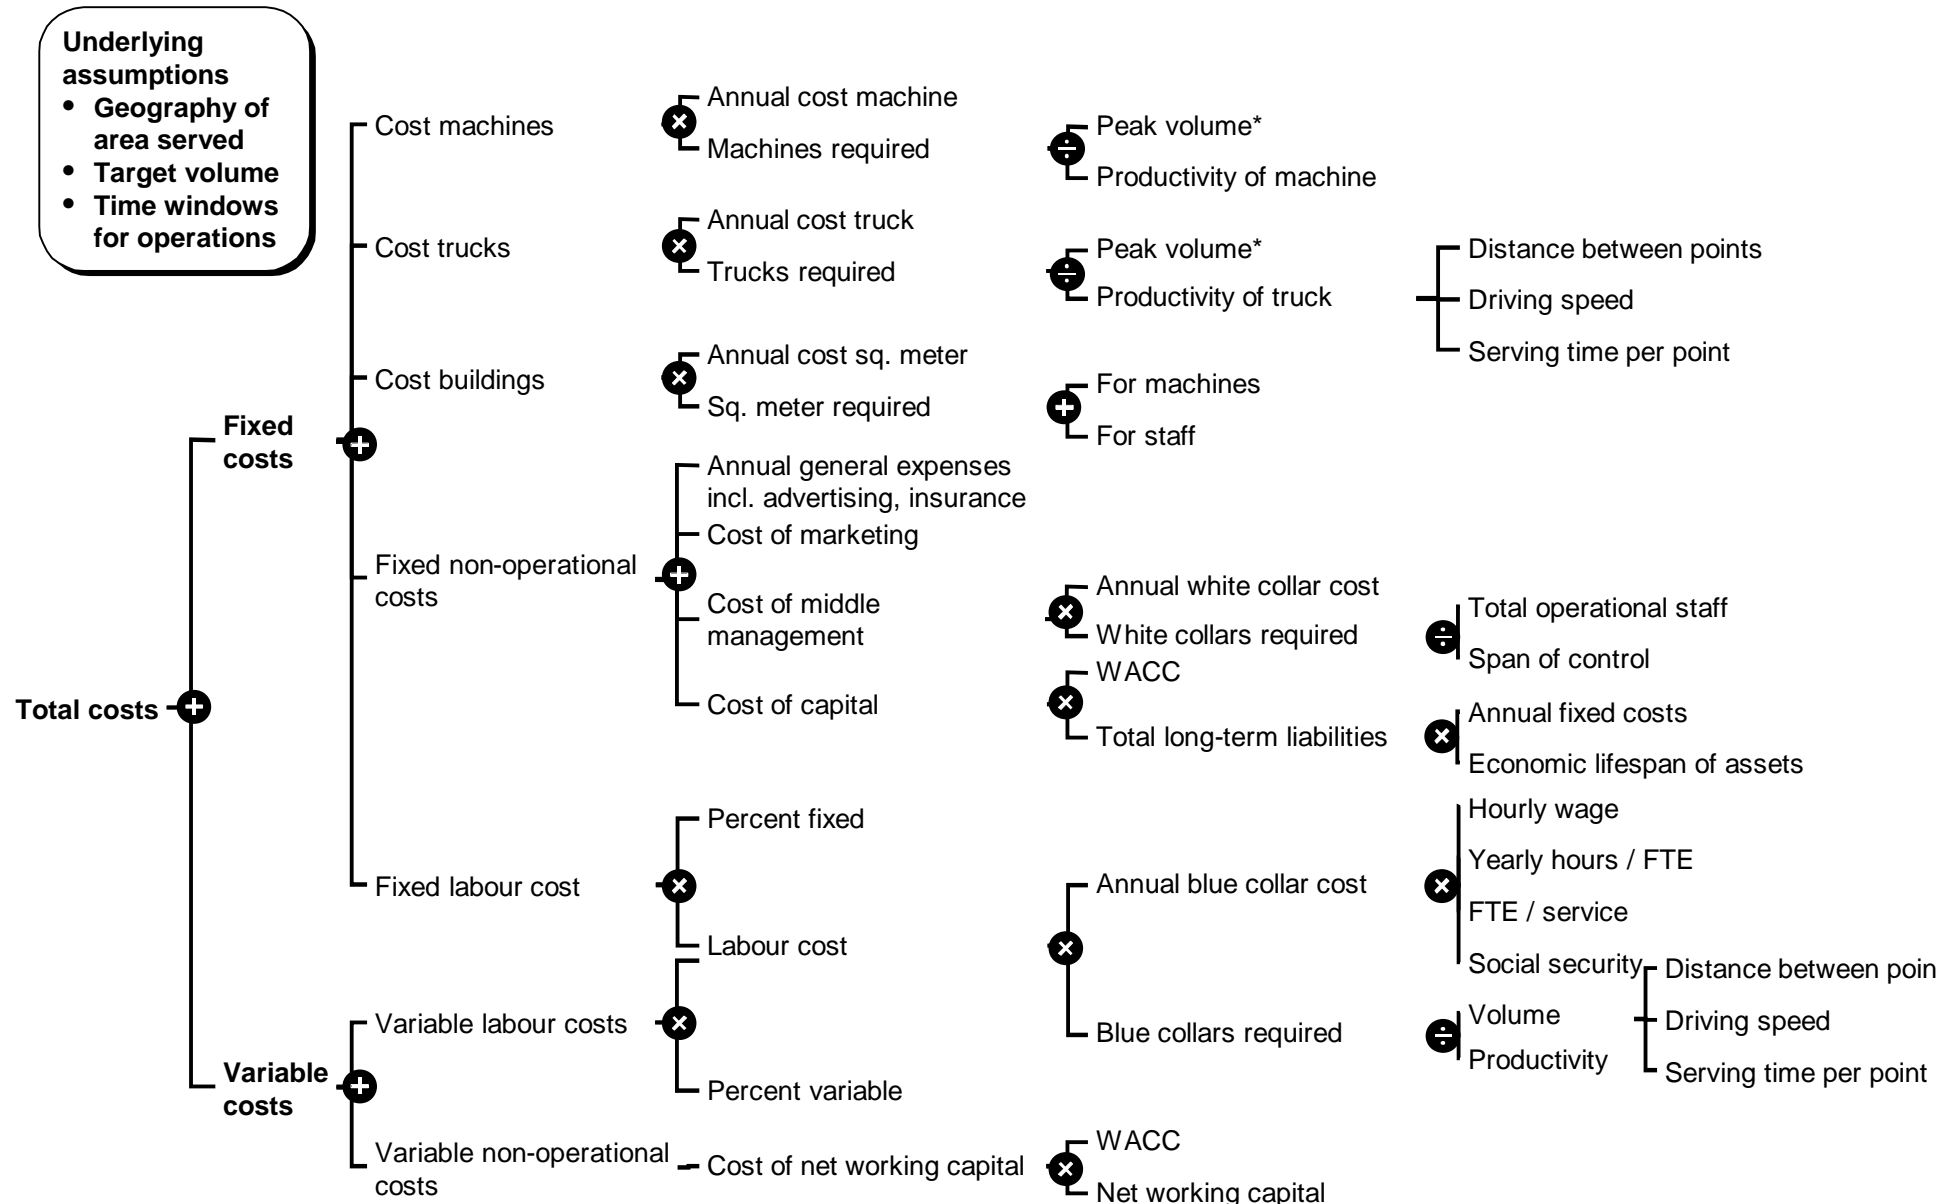 Underlying
assumptions
• Geography of
area served
• Target volume
• Time windows
for operations
Total costs
Fixed
costs
Cost machines
Annual cost machine
Machines required
Peak volume*
Productivity of machine
Cost trucks
Annual cost truck
Trucks required
Peak volume*
Productivity of truck
Distance between points
Driving speed
Serving time per point
Cost buildings
Annual cost sq. meter
Sq. meter required
For machines
For staff
Fixed non-operational
costs
Annual general expenses
incl. advertising, insurance
Cost of marketing
Cost of middle
management
Annual white collar cost
White collars required
Total operational staff
Span of control
Cost of capital
WACC
Total long-term liabilities
Annual fixed costs
Economic lifespan of assets
Fixed labour cost
Percent fixed
Labour cost
Annual blue collar cost
Hourly wage
Yearly hours / FTE
FTE / service
Social security
Blue collars required
Volume
Productivity
Distance between poin
Driving speed
Serving time per point
Variable
costs
Variable labour costs
Percent variable
Variable non-operational
costs
Cost of net working capital
WACC
Net working capital